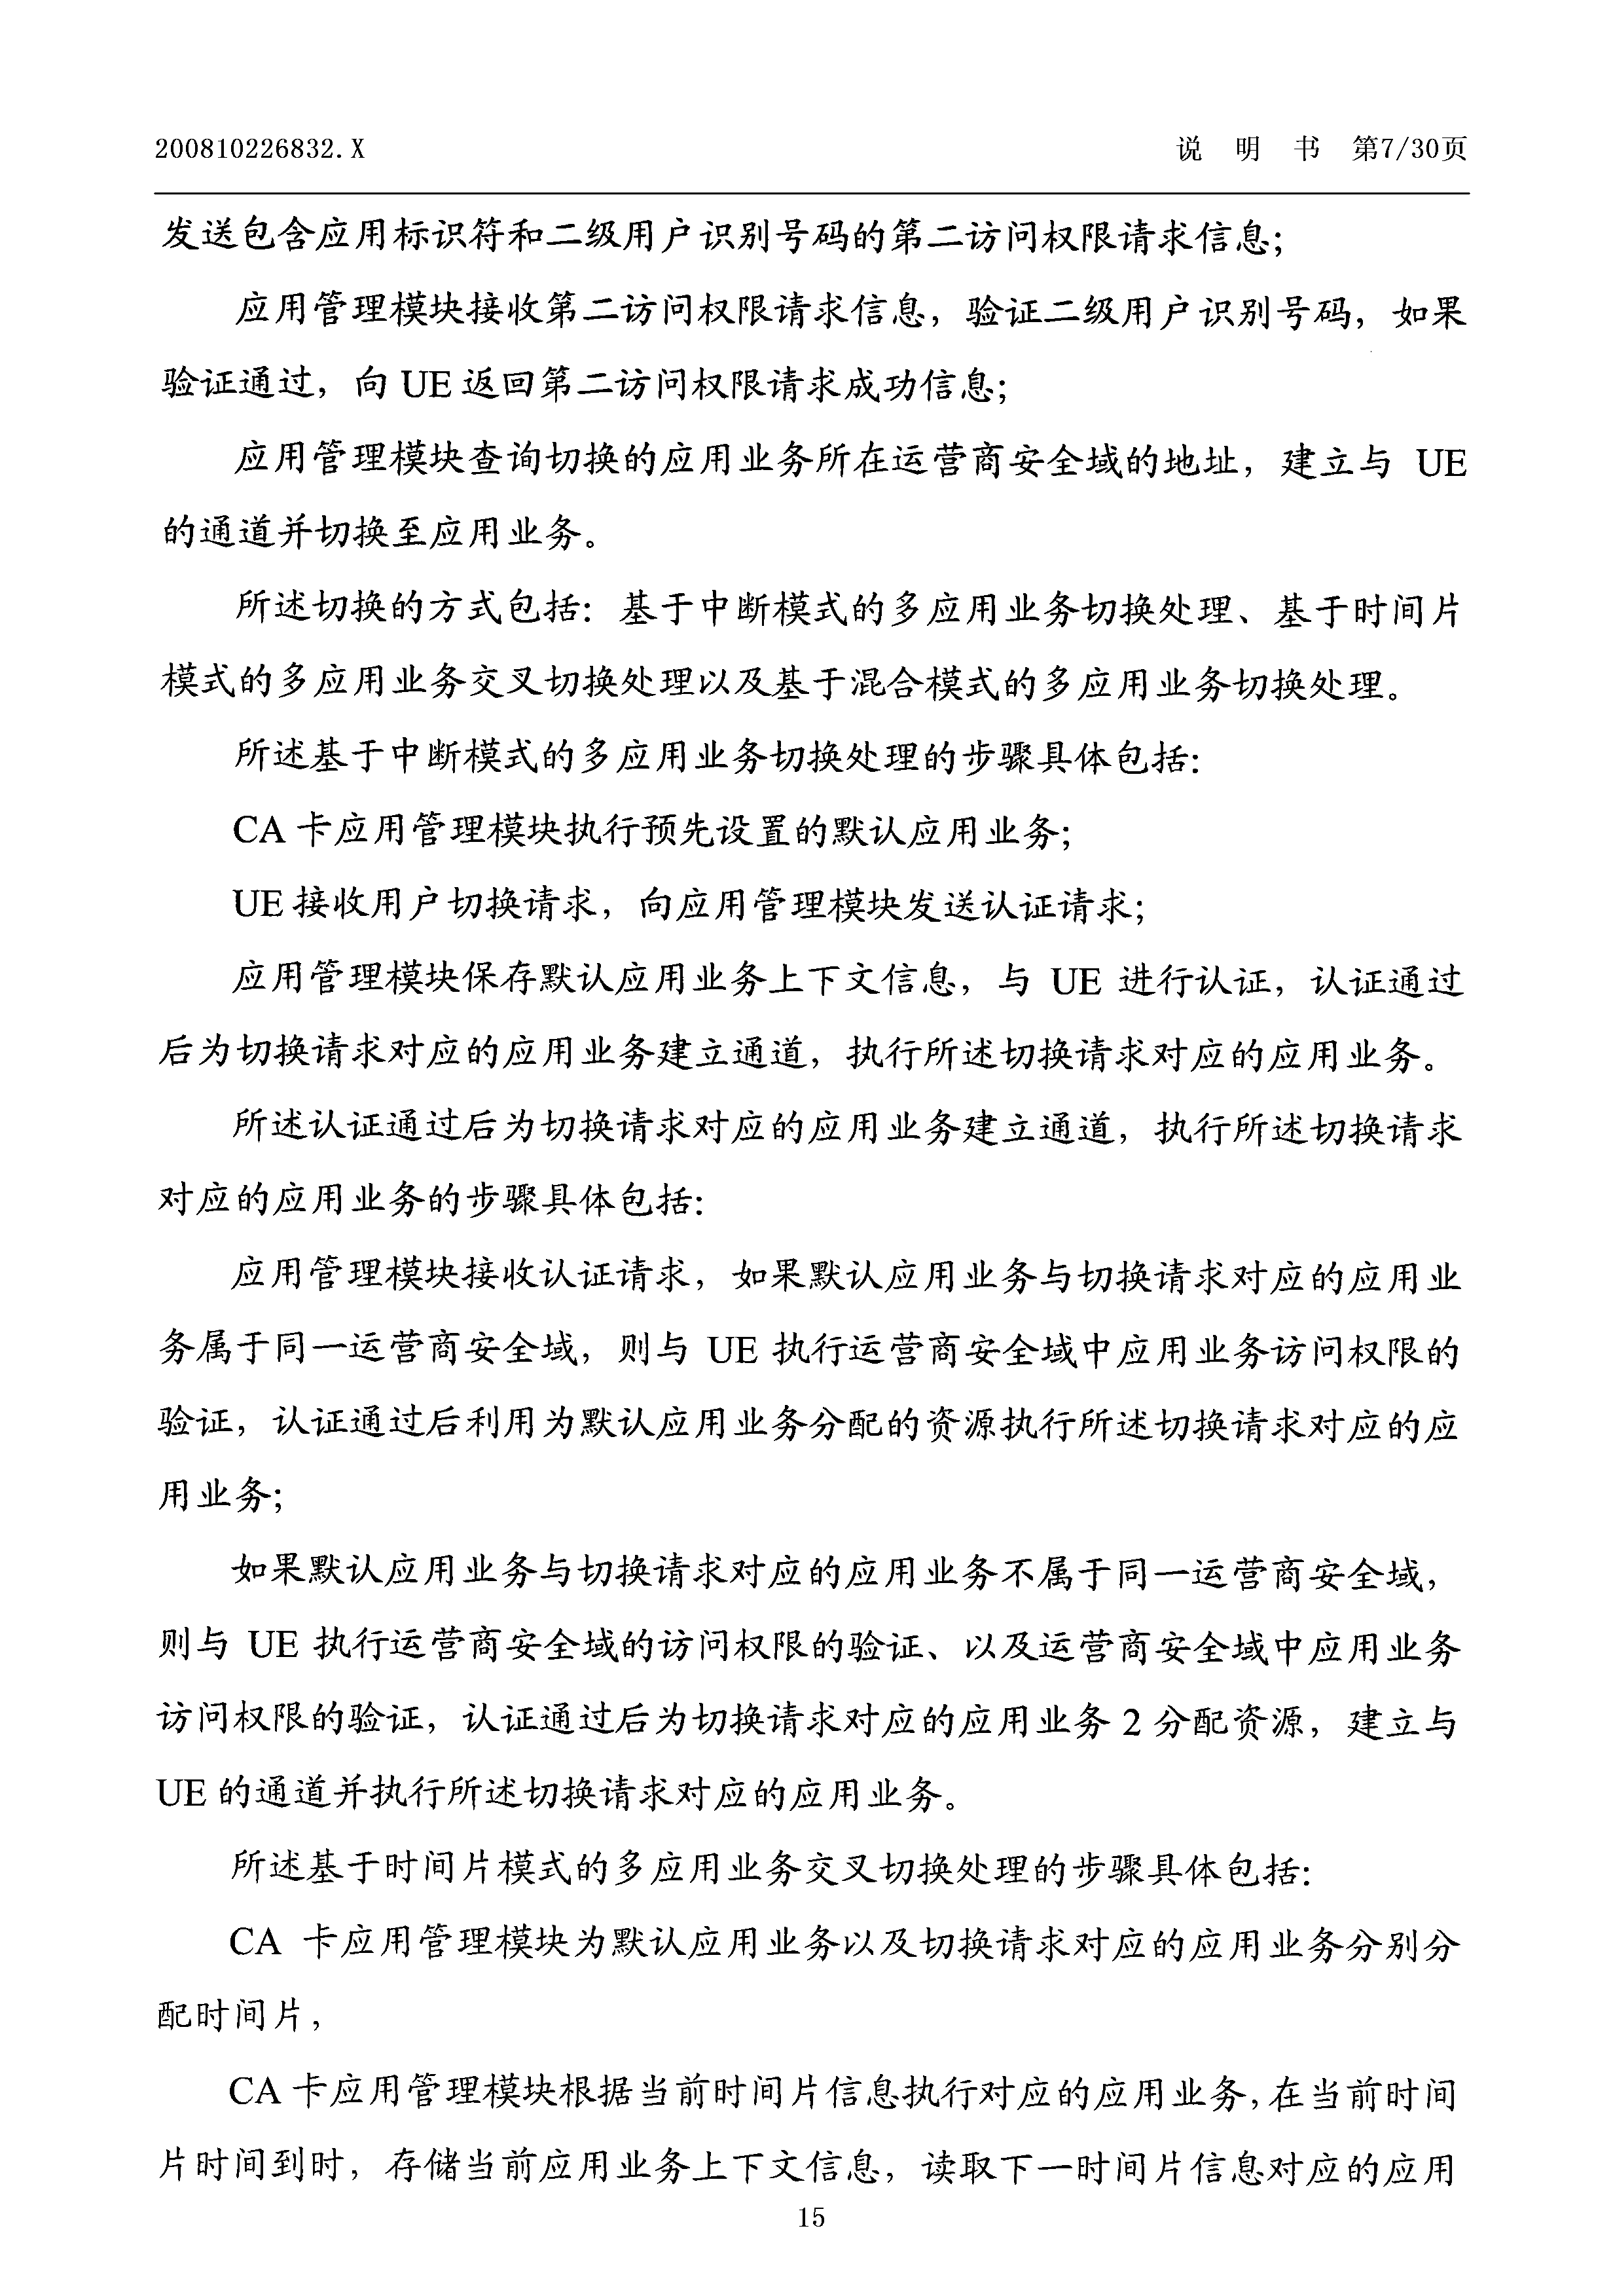 200810226832.X 说 明 书 第7/30页
发送包含应用标识符和二级用户识别号码的第二访问权限请求信息;
应用管理模块接收第二访问权限请求信息，验证二级用户识别号码，如果
验证通过，向 UE 返回第二访问权限请求成功信息;
应用管理模块查询切换的应用业务所在运营商安全域的地址，建立与 UE
的通道并切换至应用业务。
所述切换的方式包括：基于中断模式的多应用业务切换处理、基于时间片
模式的多应用业务交叉切换处理以及基于混合模式的多应用业务切换处理。
所述基于中断模式的多应用业务切换处理的步骤具体包括:
CA 卡应用管理模块执行预先设置的默认应用业务;
UE 接收用户切换请求，向应用管理模块发送认证请求;
应用管理模块保存默认应用业务上下文信息，与 UE 进行认证，认证通过
后为切换请求对应的应用业务建立通道，执行所述切换请求对应的应用业务。
所述认证通过后为切换请求对应的应用业务建立通道，执行所述切换请求
对应的应用业务的步骤具体包括:
应用管理模块接收认证请求，如果默认应用业务与切换请求对应的应用业
务属于同一运营商安全域，则与 UE 执行运营商安全域中应用业务访问权限的
验证，认证通过后利用为默认应用业务分配的资源执行所述切换请求对应的应
用业务;
如果默认应用业务与切换请求对应的应用业务不属于同一运营商安全域，
则与 UE 执行运营商安全域的访问权限的验证、以及运营商安全域中应用业务
访问权限的验证，认证通过后为切换请求对应的应用业务 2 分配资源，建立与
UE 的通道并执行所述切换请求对应的应用业务。
所述基于时间片模式的多应用业务交叉切换处理的步骤具体包括:
CA 卡应用管理模块为默认应用业务以及切换请求对应的应用业务分别分
配时间片，
CA 卡应用管理模块根据当前时间片信息执行对应的应用业务,在当前时间
片时间到时，存储当前应用业务上下文信息，读取下一时间片信息对应的应用
15